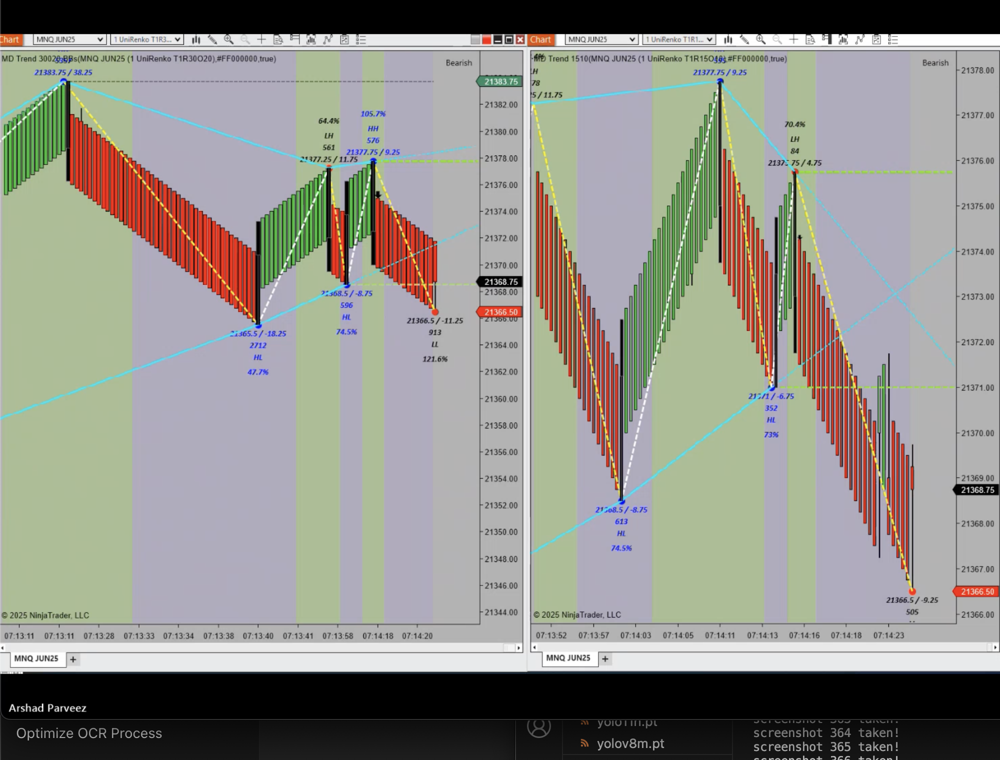 Chart
MNQ JUN25
1 UniRenko T1R3...
Chart
MNQ JUN25
1 UniRenko T1R1...
(MNQ JUN25 (1 UniRenko T1R30O20),#FF000000,true)
Bearish
21383.75 / 38.25
21383.75
21382.00
21380.00
21378.00
21376.00
21374.00
21372.00
21370.00
21368.75
21368.00
21366.50
21366.00
21364.00
21362.00
21360.00
21358.00
21356.00
21354.00
21352.00
21350.00
21348.00
21346.00
21344.00
64.4%
LH
561
21377.25 / 11.75
105.7%
HH
576
21377.75 / 9.25
21368.5 / -8.75
596
HL
74.5%
21365.5 / -18.25
2712
HL
47.7%
21366.5 / -11.25
913
LL
121.6%
© 2025 NinjaTrader, LLC
07:13:11
07:13:11
07:13:28
07:13:33
07:13:34
07:13:38
07:13:40
07:13:41
07:13:58
07:14:18
07:14:20
MNQ JUN25
+
MD Trend 1510(MNQ JUN25 (1 UniRenko T1R15O10),#FF000000,true)
Bearish
LH
78
5 / 11.75
21377.75 / 9.25
70.4%
LH
84
/ 4.75
21371 / -6.75
352
HL
73%
21368.5 / -8.75
613
HL
74.5%
21366.5 / -9.25
505
21378.00
21377.00
21376.00
21375.00
21374.00
21373.00
21372.00
21371.00
21370.00
21369.00
21368.75
21368.00
21367.00
21366.50
21366.00
© 2025 NinjaTrader, LLC
07:13:52
07:13:57
07:14:03
07:14:05
07:14:11
07:14:13
07:14:16
07:14:18
07:14:23
MNQ JUN25
+
Arshad Parveez
Optimize OCR Process
yolo11n.pt
yolov8m.pt
screenshot 364 taken!
screenshot 365 taken!
screenshot 366 taken!